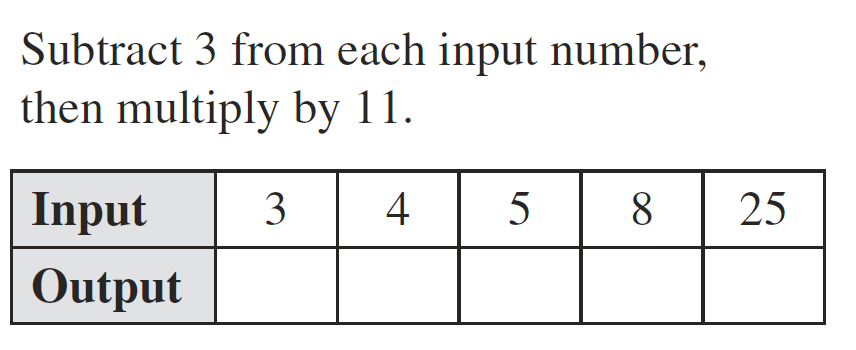 Subtract 3 from each input number,
then multiply by 11.
Input 3 4 5 8 25
Output